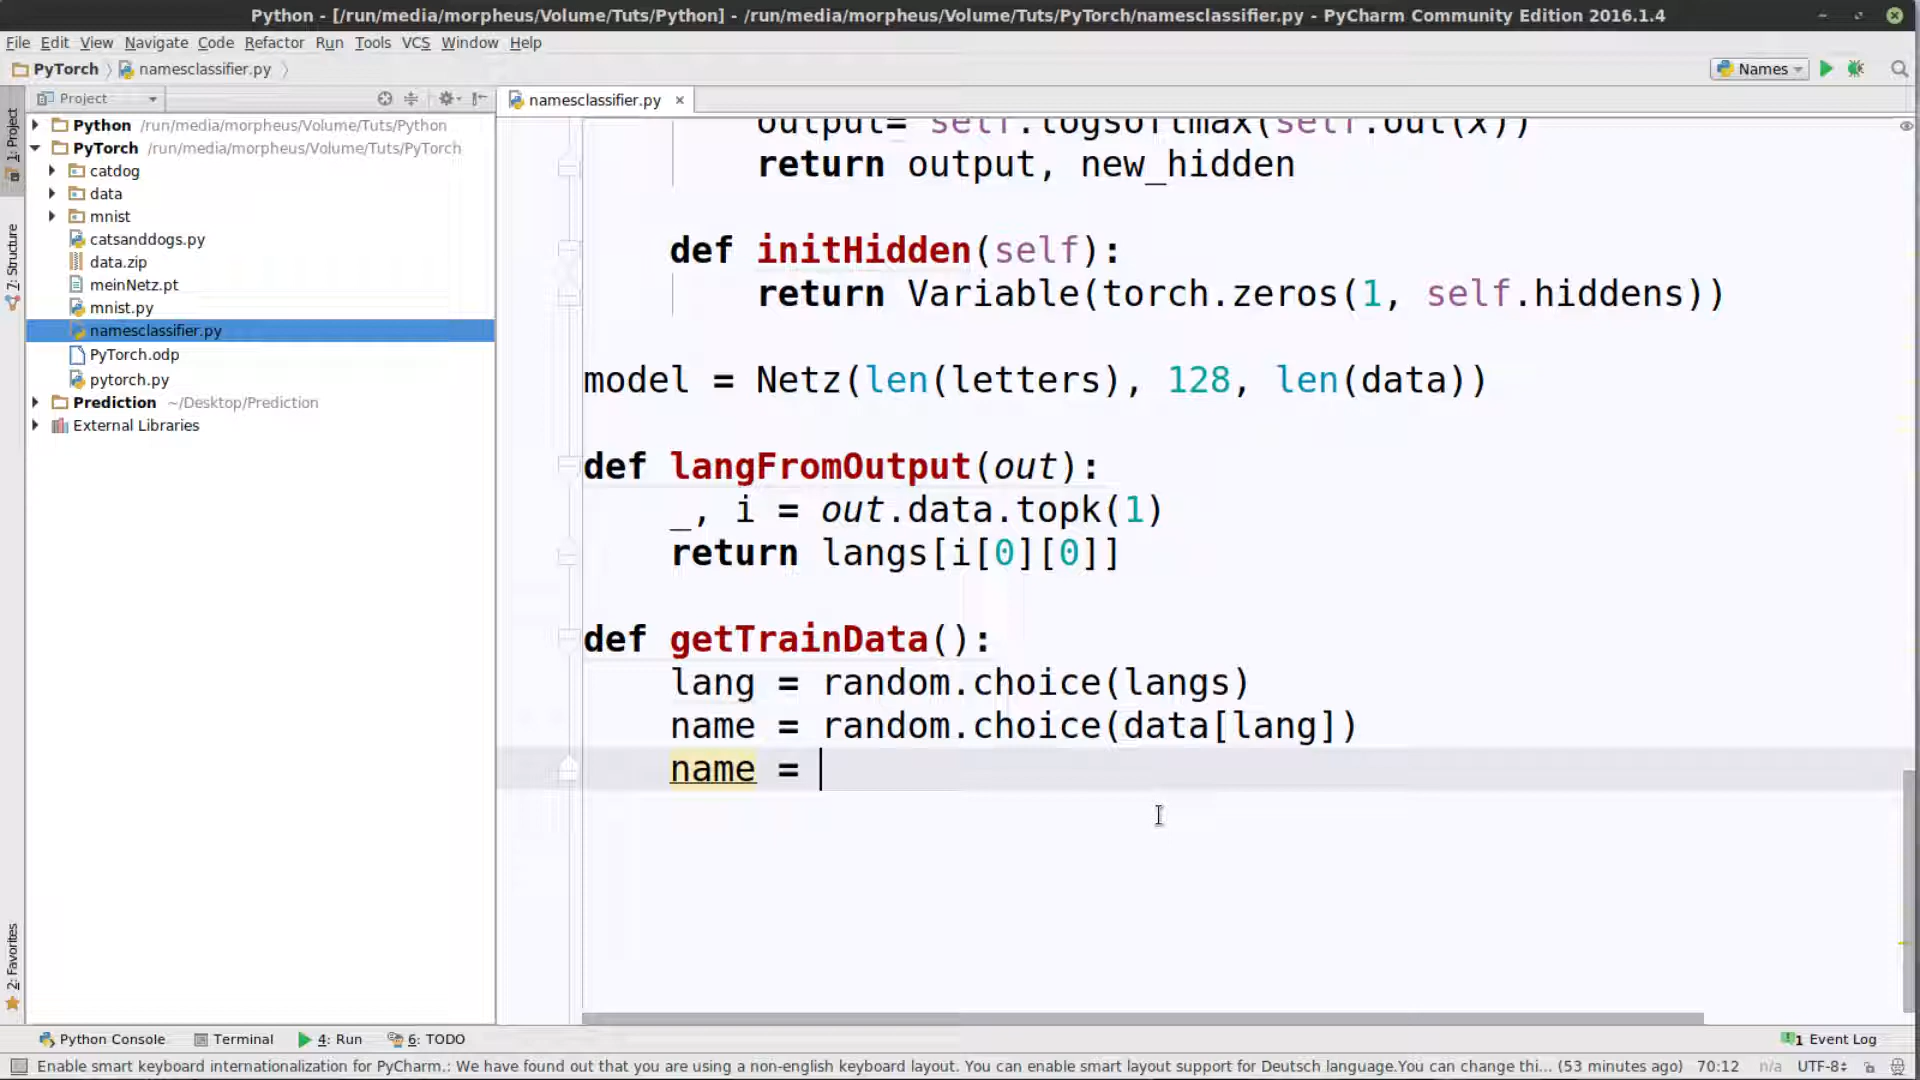 Python - [/run/media/morpheus/Volume/Tuts/Python] - /run/media/morpheus/Volume/Tuts/PyTorch/namesclassifier.py - PyCharm Community Edition 2016.1.4
File Edit View Navigate Code Refactor Run Tools VCS Window Help
PyTorch namesclassifier.py Names
Project namesclassifier.py
1: Project
7: Structure
2: Favorites
Python /run/media/morpheus/Volume/Tuts/Python
PyTorch /run/media/morpheus/Volume/Tuts/PyTorch
catdog
data
mnist
catsanddogs.py
data.zip
meinNetz.pt
mnist.py
namesclassifier.py
PyTorch.odp
pytorch.py
Prediction ~/Desktop/Prediction
External Libraries
output= self.logsoftmax(self.out(x))
return output, new_hidden
def initHidden(self):
return Variable(torch.zeros(1, self.hiddens))
model = Netz(len(letters), 128, len(data))
def langFromOutput(out):
_, i = out.data.topk(1)
return langs[i[0][0]]
def getTrainData():
lang = random.choice(langs)
name = random.choice(data[lang])
name =
Python Console Terminal 4: Run 6: TODO 1 Event Log
Enable smart keyboard internationalization for PyCharm.: We have found out that you are using a non-english keyboard layout. You can enable smart layout support for Deutsch language.You can change thi... (53 minutes ago) 70:12 n/a UTF-8